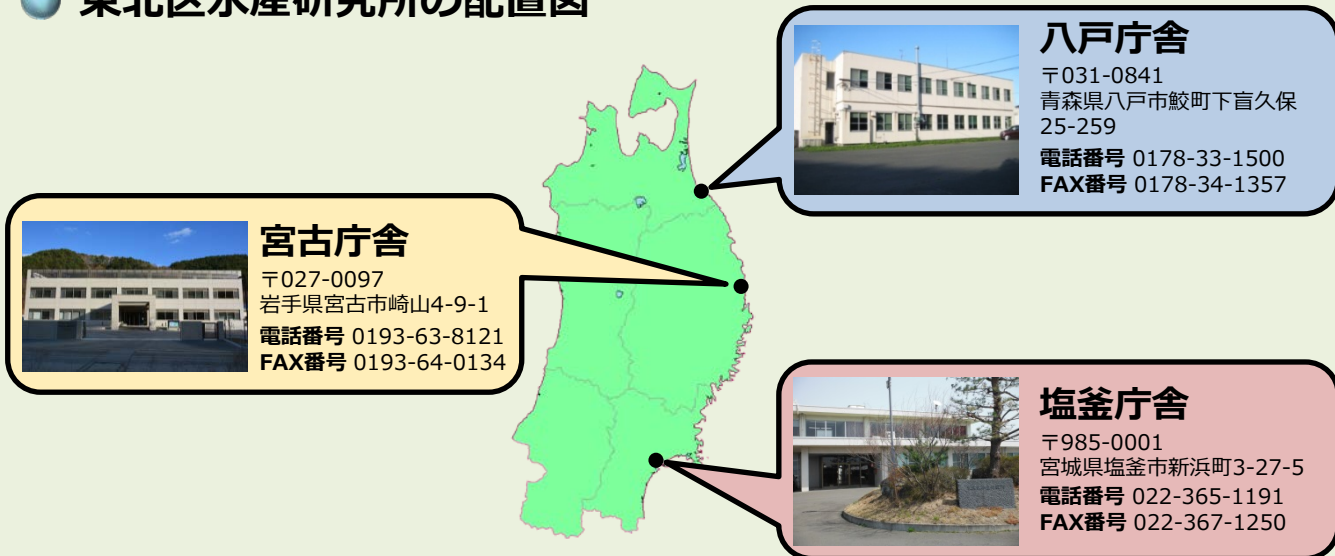 東北区水産研究所の配置図
八戸庁舎
〒031-0841
青森県八戸市鮫町下盲久保
25-259
電話番号 0178-33-1500
FAX番号 0178-34-1357
宮古庁舎
〒027-0097
岩手県宮古市崎山4-9-1
電話番号 0193-63-8121
FAX番号 0193-64-0134
塩釜庁舎
〒985-0001
宮城県塩釜市新浜町3-27-5
電話番号 022-365-1191
FAX番号 022-367-1250